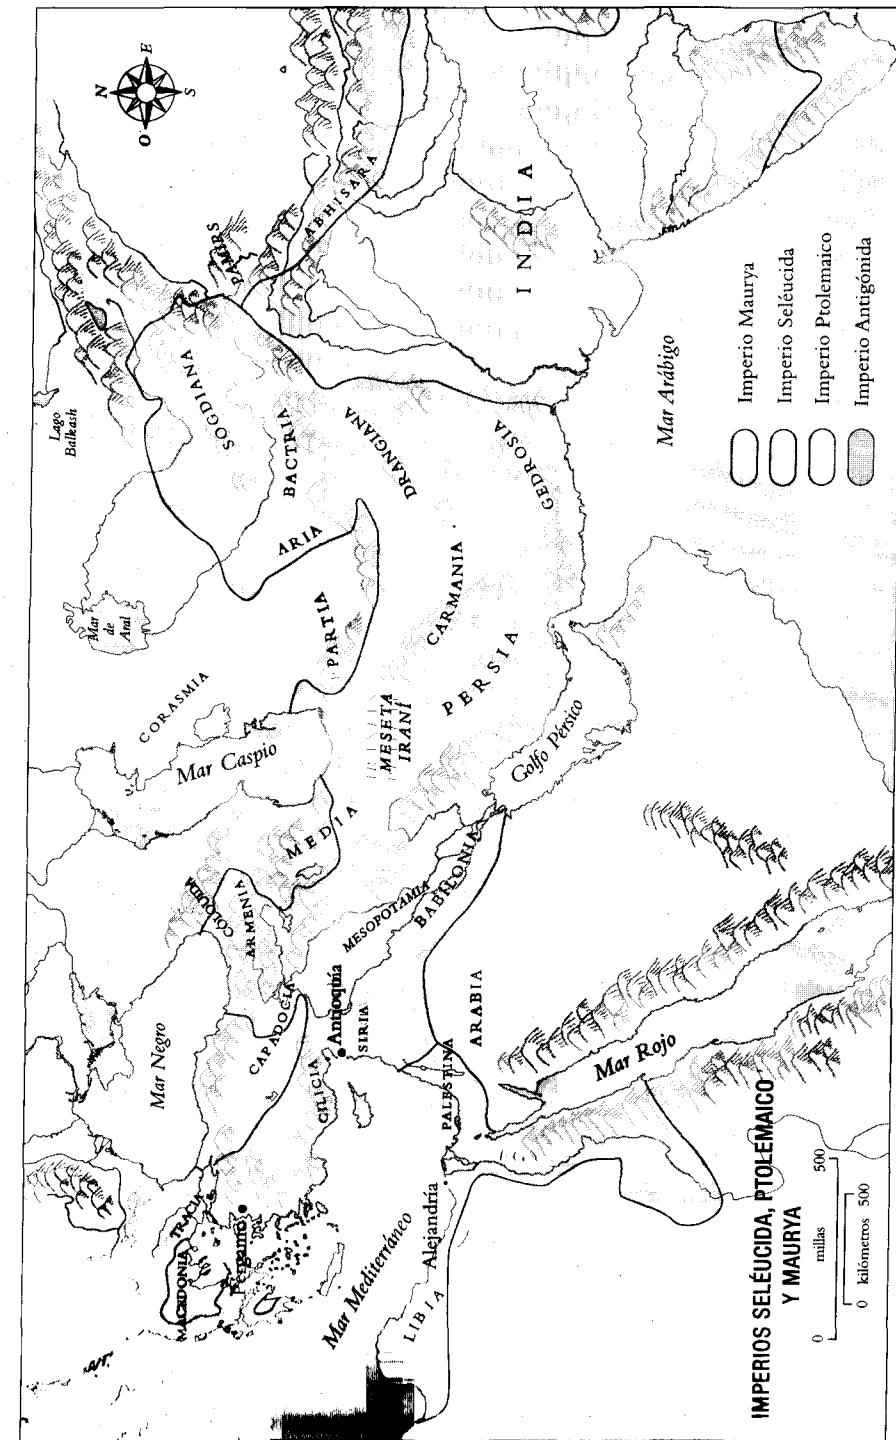 IMPERIOS SELÉUCIDA, PTOLEMAICO
Y MAURYA
0 millas 500
0 kilómetros 500
Imperio Maurya
Imperio Seléucida
Imperio Ptolemaico
Imperio Antigónida
N
E
S
O
Lago
Balkash
Mar
de
Aral
CORASMIA
Mar Caspio
Mar Negro
SOGDIANA
BACTRIA
PAMIRS
ABHISARA
INDIA
DRANGIANA
GEDROSIA
ARIA
PARTIA
CARMANIA
PERSIA
MESETA
IRANÍ
MEDIA
CÓLQUIDA
ARMENIA
CAPADOCIA
MESOPOTAMIA
BABILONIA
Golfo Pérsico
Mar Arábigo
Antioquía
SIRIA
CILICIA
PALESTINA
ARABIA
Mar Rojo
TRACIA
MACEDONIA
Pérgamo
Mar Mediterráneo
Alejandría
LIBIA